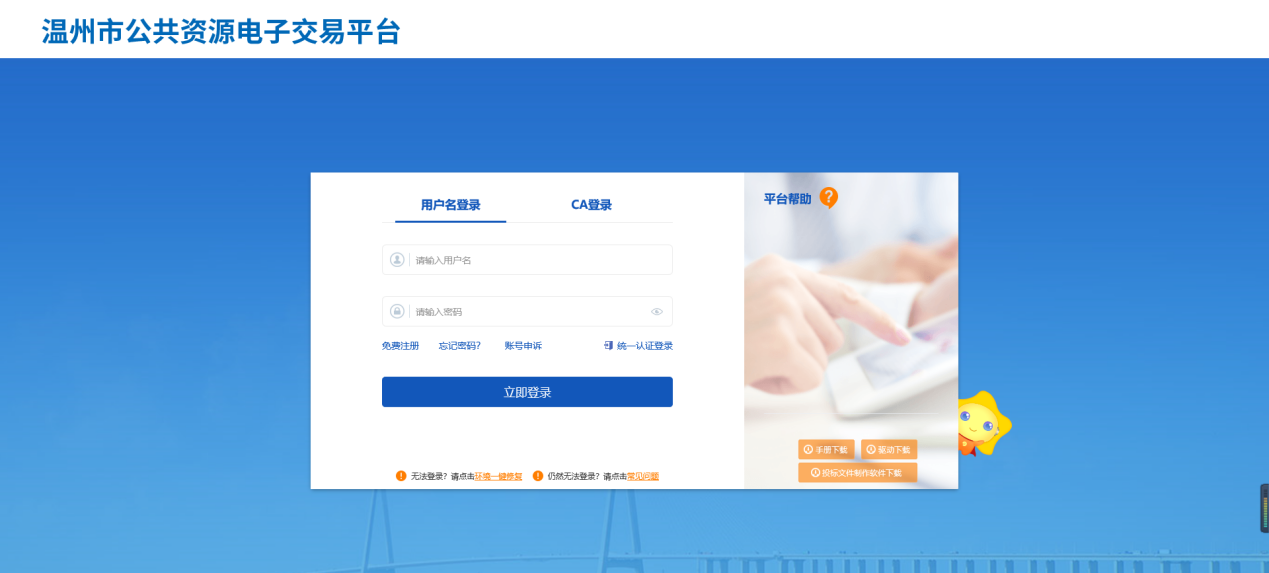 温州市公共资源电子交易平台
用户名登录 CA登录
平台帮助 ?
请输入用户名
请输入密码
免费注册 忘记密码? 账号申诉 统一认证登录
立即登录
手册下载 驱动下载
投标文件制作软件下载
! 无法登录? 请点击环境一键修复 ! 仍然无法登录? 请点击常见问题